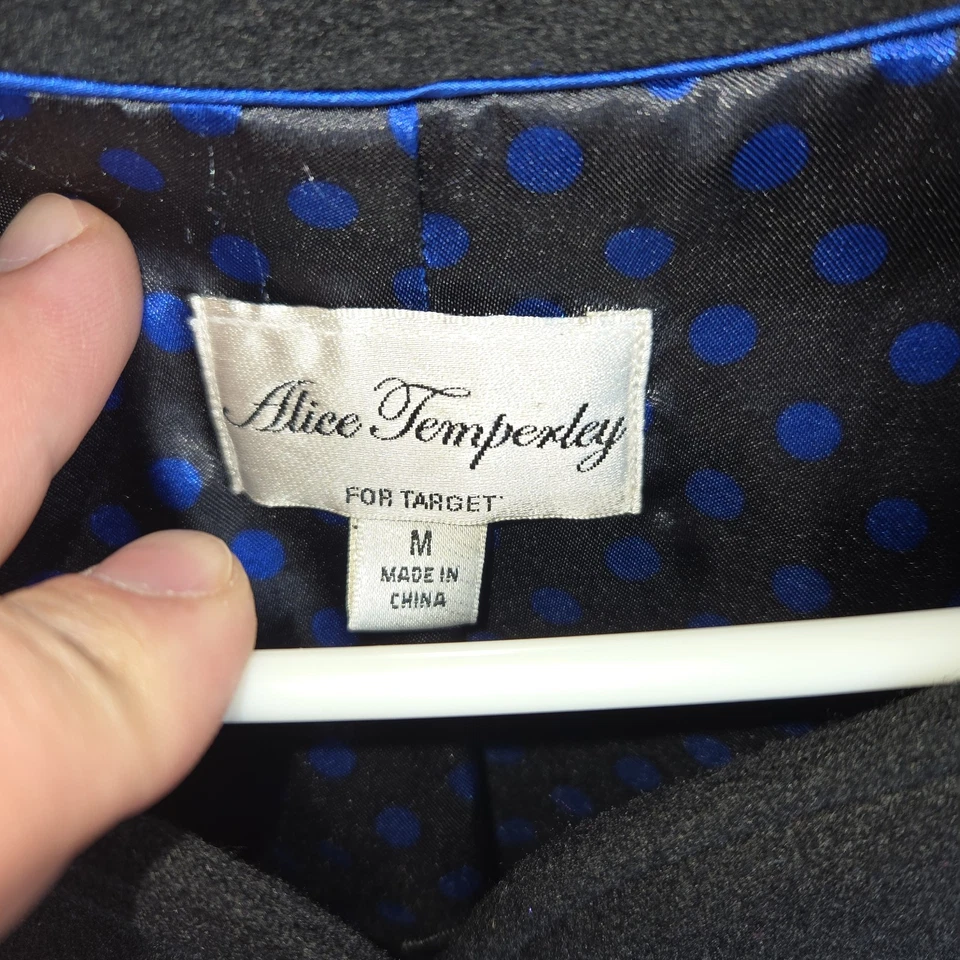 Alice Temperley
FOR TARGET
M
MADE IN
CHINA